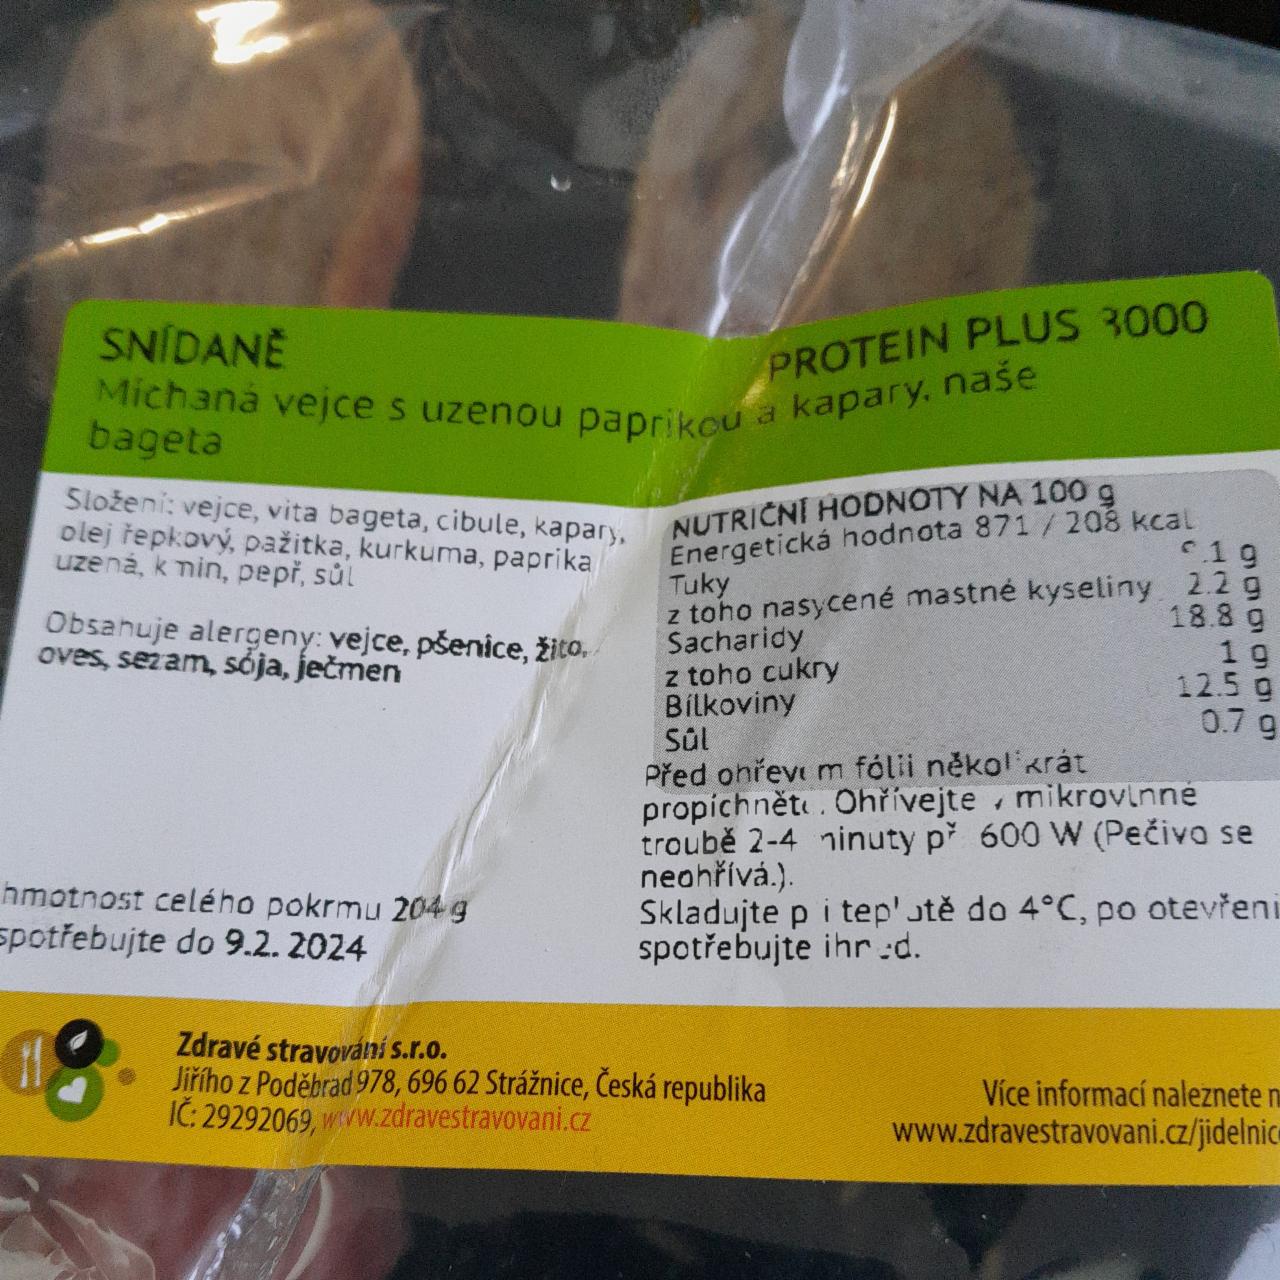 SNÍDANĚ
PROTEIN PLUS 3000
Míchaná vejce s uzenou paprikou a kapary, naše
bageta
Složení: vejce, vita bageta, cibule, kapary,
olej řepkový, pažitka, kurkuma, paprika
uzená, kmín, pepř, sůl
Obsahuje alergeny: vejce, pšenice, žito,
oves, sezam, sója, ječmen
hmotnost celého pokrmu 204 g
spotřebujte do 9.2. 2024
NUTRIČNÍ HODNOTY NA 100 g
Energetická hodnota 871 / 208 kcal
Tuky g
z toho nasycené mastné kyseliny 2.2 g
Sacharidy 18.8 g
z toho cukry 1 g
Bílkoviny 12.5 g
Sůl 0.7 g
Před ohřevem fólii několikrát
propíchněte. Ohřívejte v mikrovlnné
troubě 2-4 minuty při 600 W (Pečivo se
neohřívá.).
Skladujte při teplotě do 4°C, po otevření
spotřebujte ihned.
Zdravé stravování s.r.o.
Jiřího z Poděbrad 978, 696 62 Strážnice, Česká republika
IČ: 29292069, www.zdravestravovani.cz
Více informací naleznete n
www.zdravestravovani.cz/jidelnic